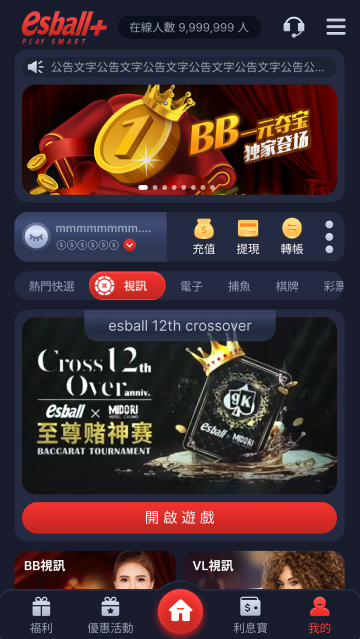 esball+
PLAY SMART
在線人數 9,999,999 人
公告文字公告文字公告文字公告文字公告文字公告公...
1
BB一元夺宝
独家登场
mmmmmmmm....
充值
提現
轉帳
熱門快選
視訊
電子
捕魚
棋牌
彩票
esball 12th crossover
Cross 12th
Over anniv.
esball × MIDORI
HOTEL CASINO
至尊赌神赛
BACCARAT TOURNAMENT
gK
esball × MIDORI
開啟遊戲
BB視訊
VL視訊
福利
優惠活動
利息寶
我的